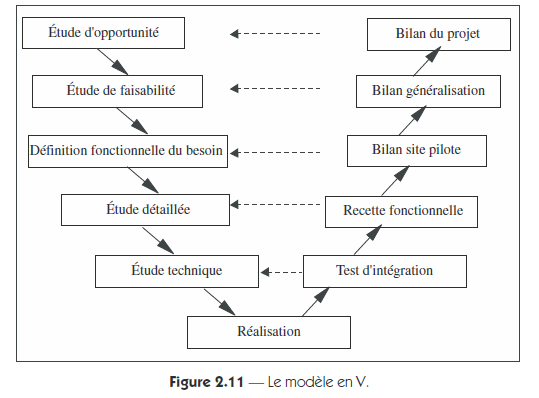 Étude d'opportunité
Bilan du projet
Étude de faisabilité
Bilan généralisation
Définition fonctionnelle du besoin
Bilan site pilote
Étude détaillée
Recette fonctionnelle
Étude technique
Test d'intégration
Réalisation
Figure 2.11 — Le modèle en V.